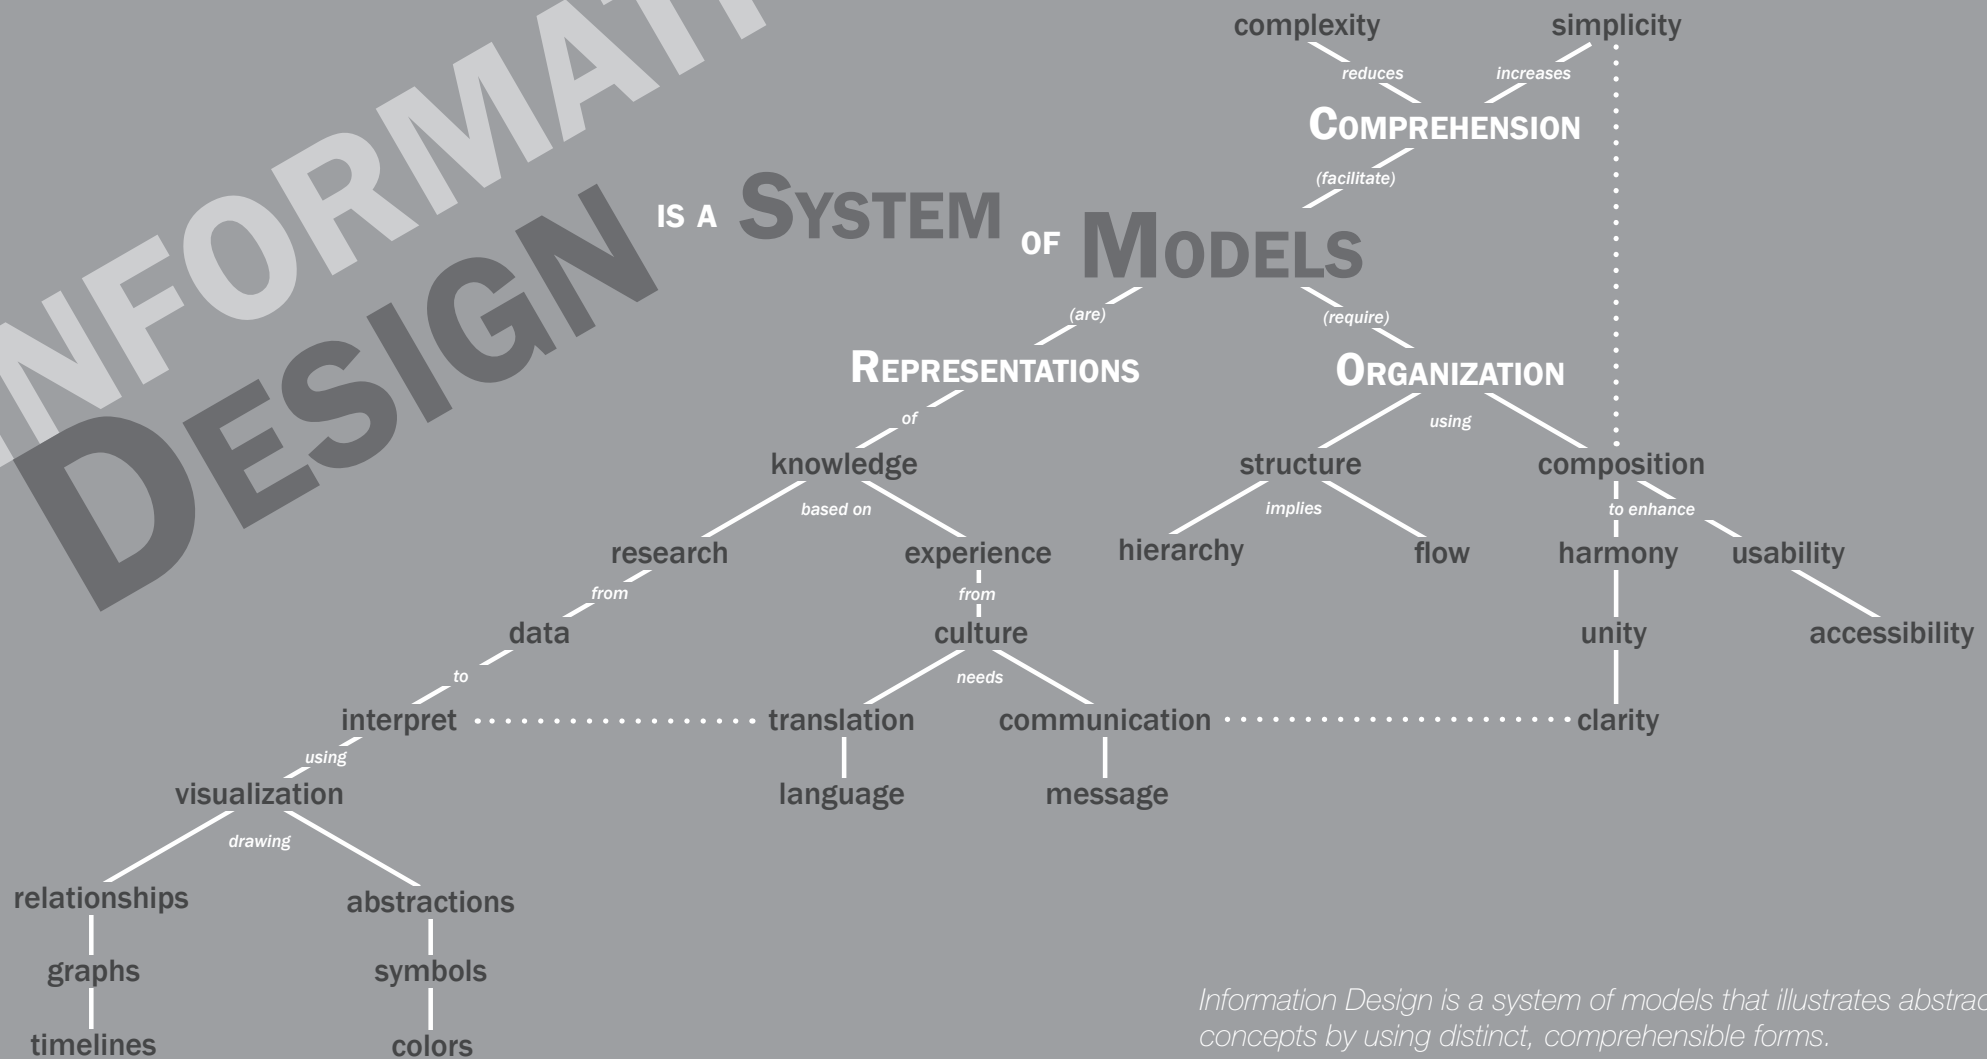 INFORMATI
DESIGN
IS A SYSTEM OF MODELS
complexity simplicity
reduces increases
COMPREHENSION
(facilitate)
(are) (require)
REPRESENTATIONS ORGANIZATION
of using
knowledge structure composition
based on implies to enhance
research experience hierarchy flow harmony usability
from from
data culture unity accessibility
to needs
interpret translation communication clarity
using
visualization language message
drawing
relationships abstractions
graphs symbols
timelines colors
Information Design is a system of models that illustrates abstrac
concepts by using distinct, comprehensible forms.